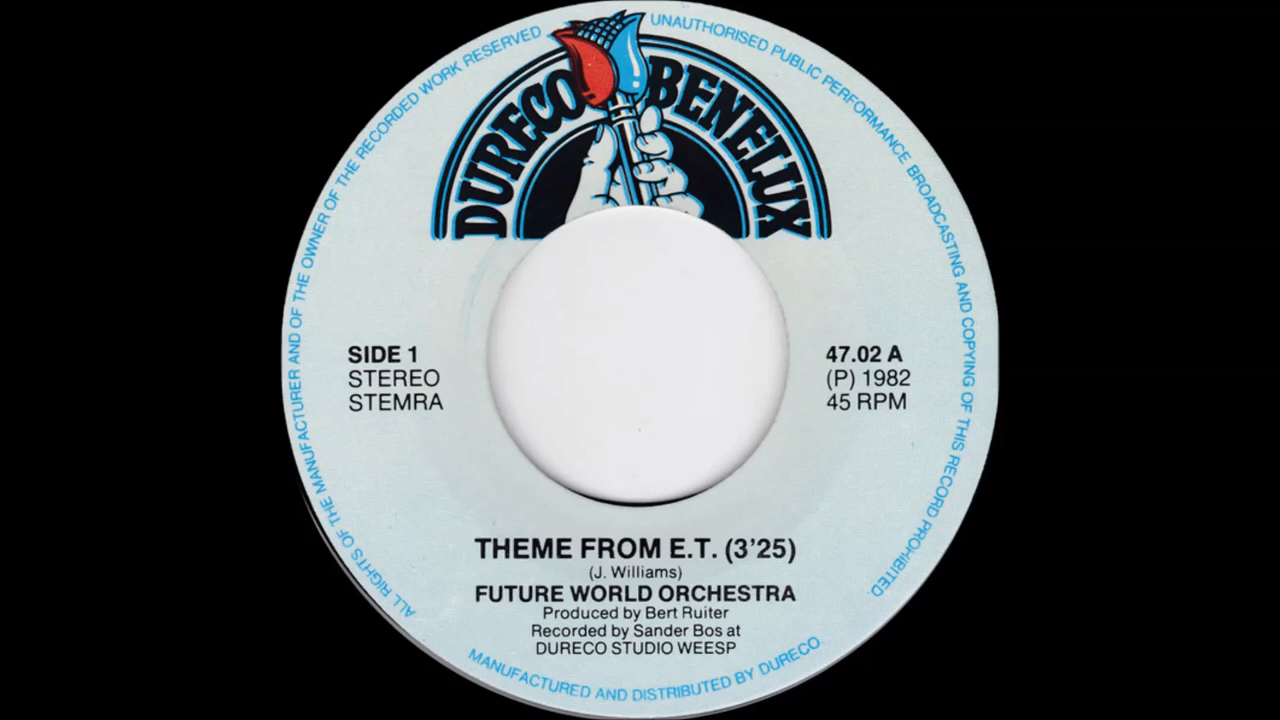 ALL RIGHTS OF THE MANUFACTURER AND OF THE OWNER OF THE RECORDED WORK RESERVED
UNAUTHORISED PUBLIC PERFORMANCE BROADCASTING AND COPYING OF THIS RECORD PROHIBITED.
DURECO BENELUX
SIDE 1
STEREO
STEMRA
47.02 A
(P) 1982
45 RPM
THEME FROM E.T. (3'25)
(J. Williams)
FUTURE WORLD ORCHESTRA
Produced by Bert Ruiter
Recorded by Sander Bos at
DURECO STUDIO WEESP
MANUFACTURED AND DISTRIBUTED BY DURECO